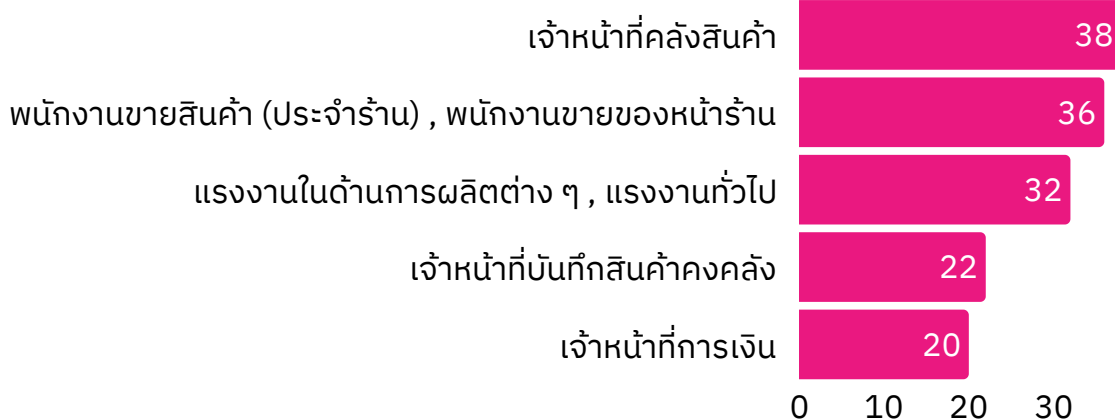 เจ้าหน้าที่คลังสินค้า 38
พนักงานขายสินค้า (ประจำร้าน) , พนักงานขายของหน้าร้าน 36
แรงงานในด้านการผลิตต่าง ๆ , แรงงานทั่วไป 32
เจ้าหน้าที่บันทึกสินค้าคงคลัง 22
เจ้าหน้าที่การเงิน 20
0 10 20 30